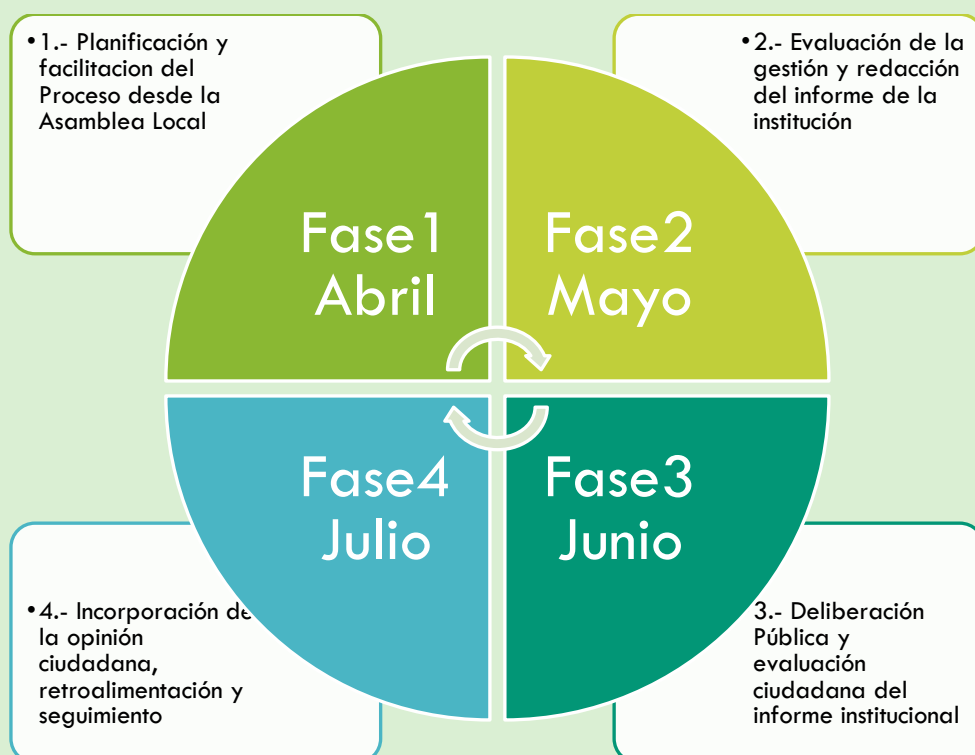 •1.- Planificación y
facilitacion del
Proceso desde la
Asamblea Local
•2.- Evaluación de la
gestión y redacción
del informe de la
institución
Fase1
Abril
Fase2
Mayo
Fase4
Julio
Fase3
Junio
•4.- Incorporación de
la opinión
ciudadana,
retroalimentación y
seguimiento
3.- Deliberación
Pública y
evaluación
ciudadana del
informe institucional